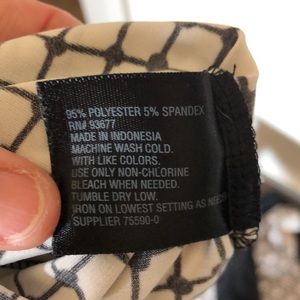 95% POLYESTER 5% SPANDEX
RN# 93677
MADE IN INDONESIA
MACHINE WASH COLD.
WITH LIKE COLORS.
USE ONLY NON-CHLORINE
BLEACH WHEN NEEDED.
TUMBLE DRY LOW.
IRON ON LOWEST SETTING AS NEEDED
SUPPLIER 75590-0